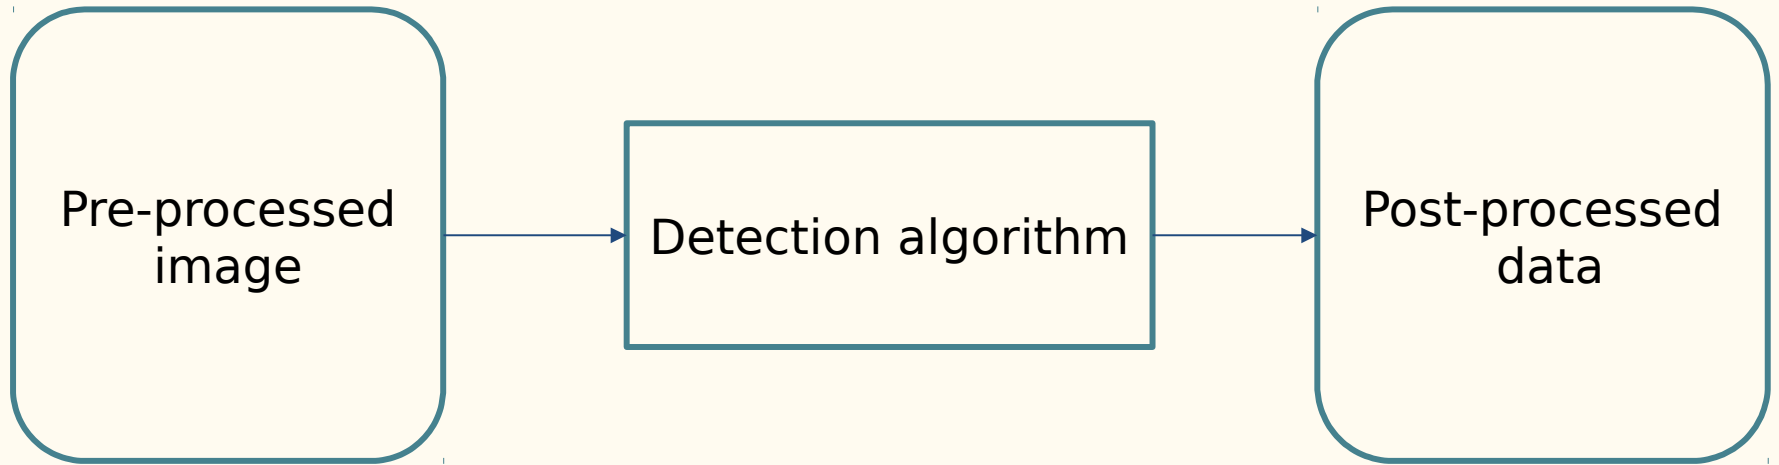 Pre-processed
image
Detection algorithm
Post-processed
data